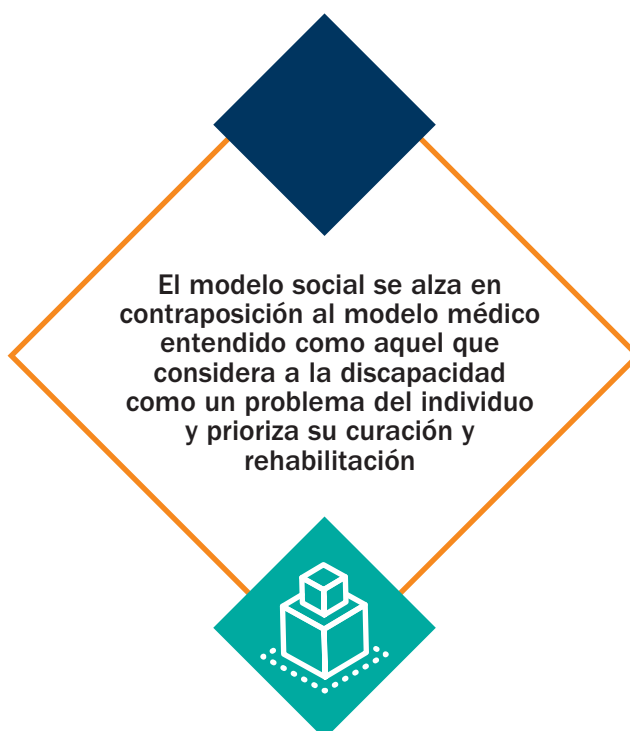 El modelo social se alza en
contraposición al modelo médico
entendido como aquel que
considera a la discapacidad
como un problema del individuo
y prioriza su curación y
rehabilitación